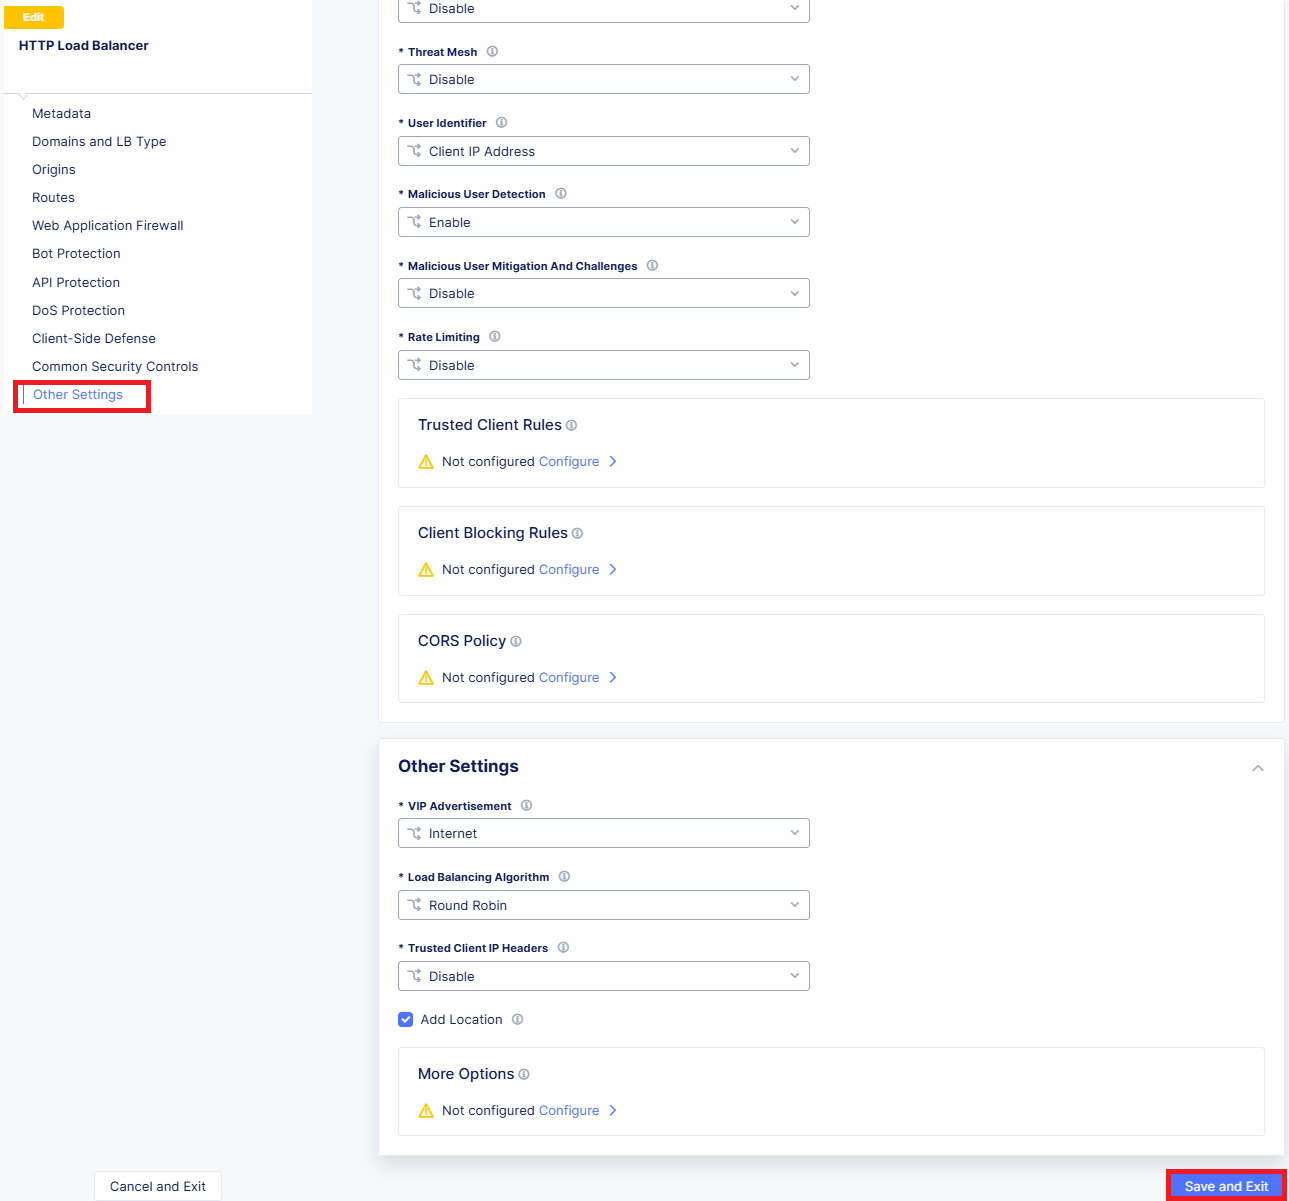 Edit
HTTP Load Balancer
Metadata
Domains and LB Type
Origins
Routes
Web Application Firewall
Bot Protection
API Protection
DoS Protection
Client-Side Defense
Common Security Controls
Other Settings
Disable
* Threat Mesh
Disable
* User Identifier
Client IP Address
* Malicious User Detection
Enable
* Malicious User Mitigation And Challenges
Disable
* Rate Limiting
Disable
Trusted Client Rules
Not configured Configure
Client Blocking Rules
Not configured Configure
CORS Policy
Not configured Configure
Other Settings
* VIP Advertisement
Internet
* Load Balancing Algorithm
Round Robin
* Trusted Client IP Headers
Disable
Add Location
More Options
Not configured Configure
Cancel and Exit
Save and Exit